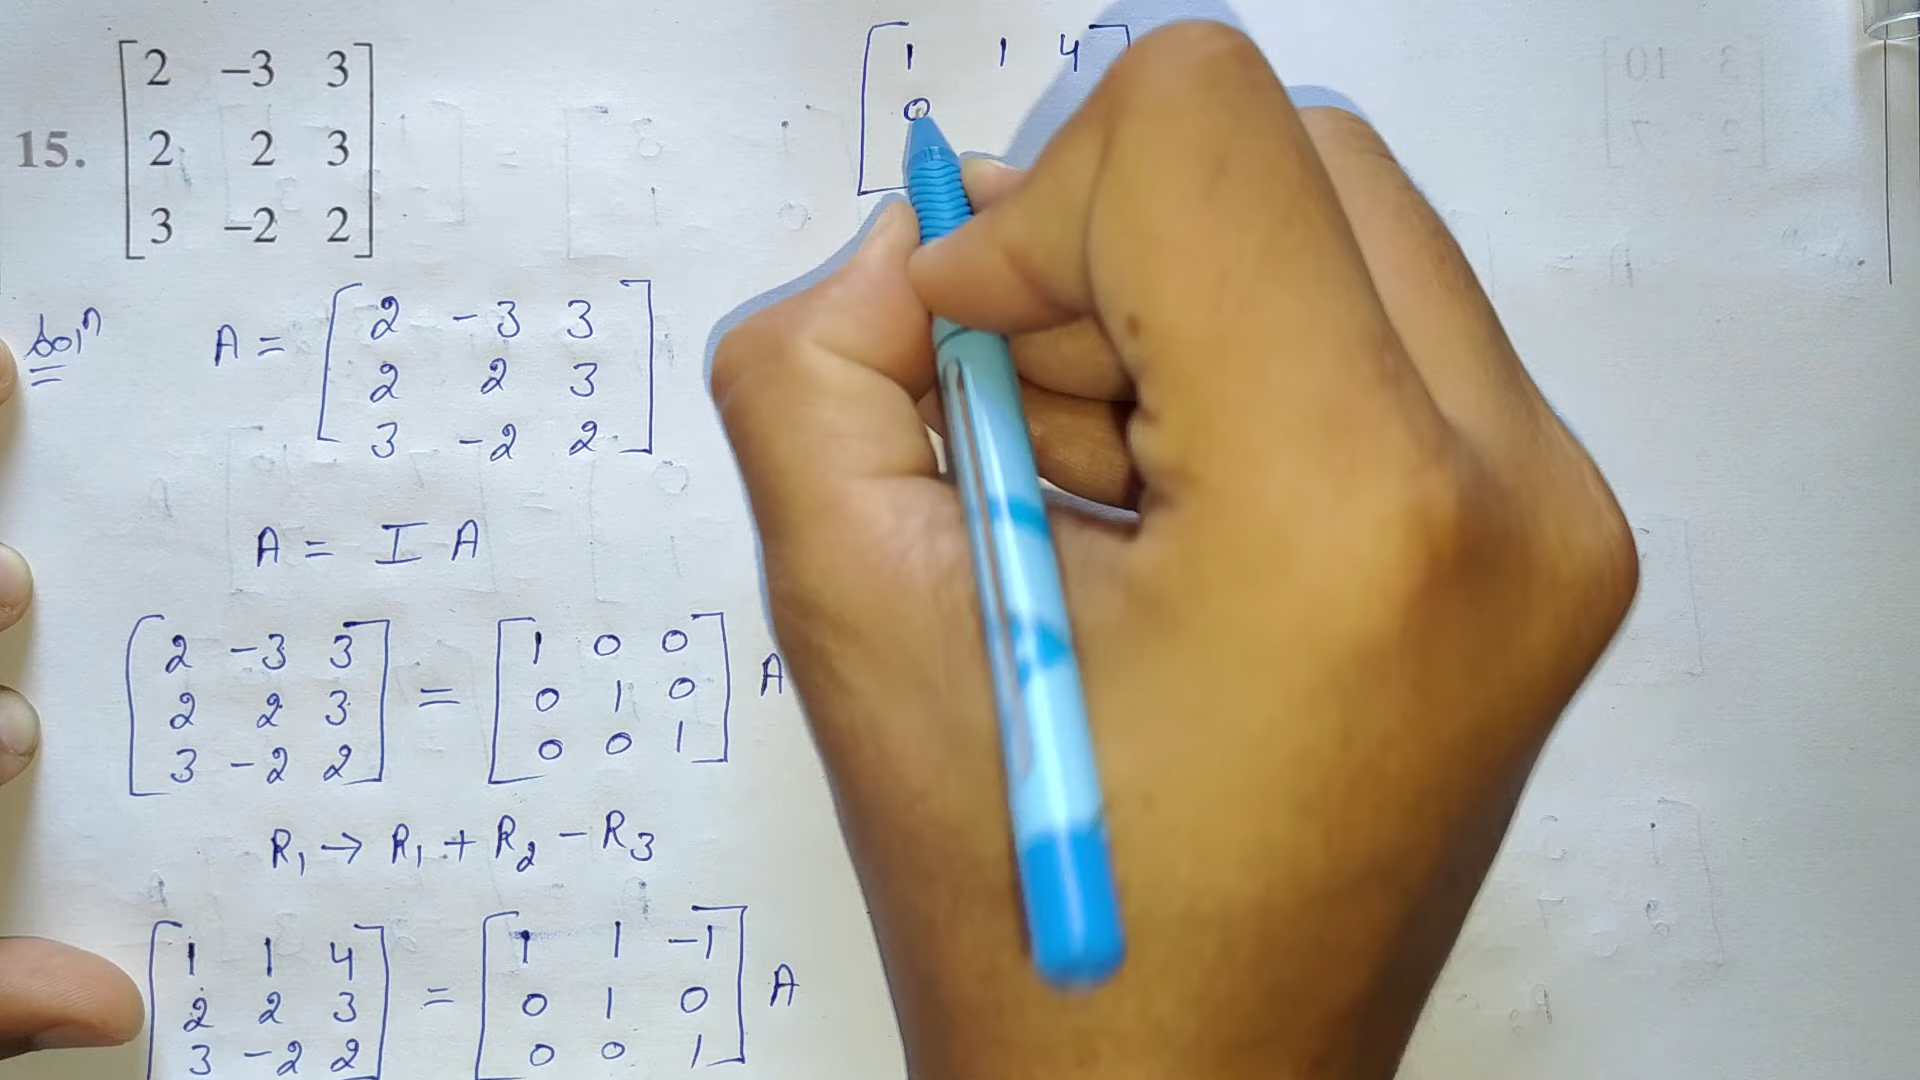 15.
2 -3 3
2 2 3
3 -2 2
Solⁿ
A = 2 -3 3
2 2 3
3 -2 2
A = I A
2 -3 3
2 2 3
3 -2 2
=
1 0 0
0 1 0
0 0 1
A
R₁ → R₁ + R₂ - R₃
1 1 4
2 2 3
3 -2 2
=
1 1 -1
0 1 0
0 0 1
A
1 1 4
0